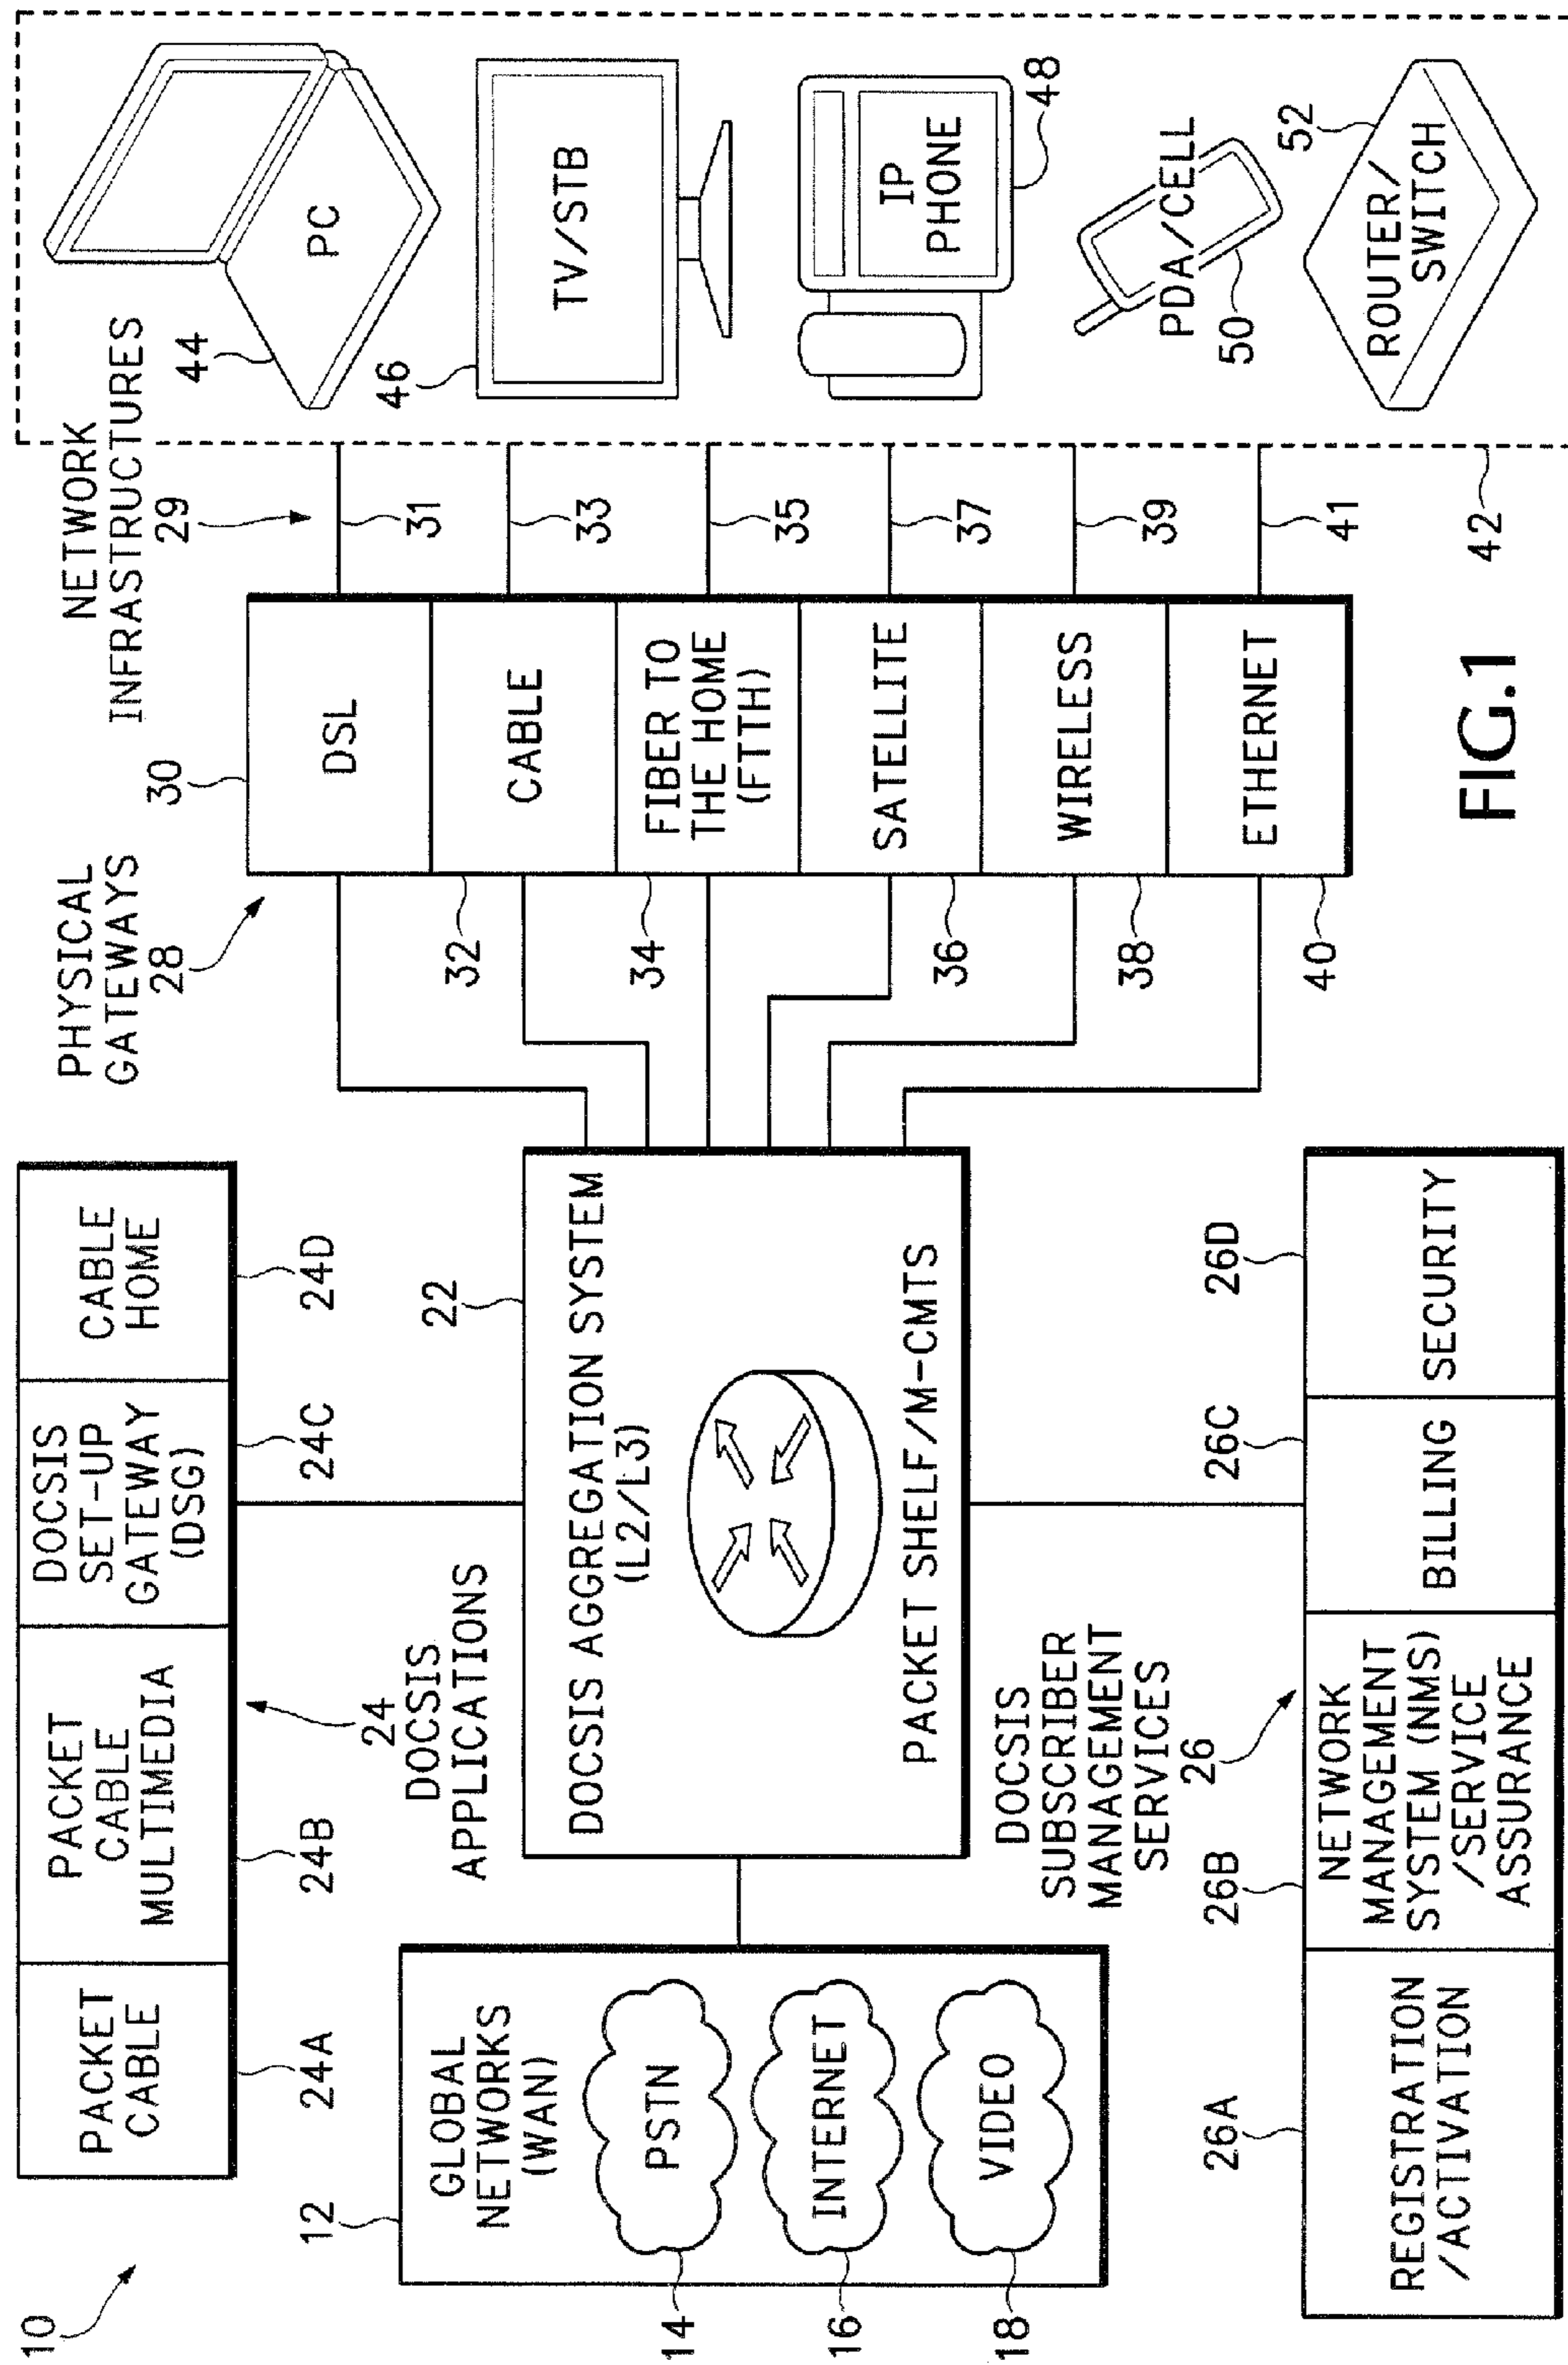 10
PACKET
CABLE
24A
PACKET
CABLE
MULTIMEDIA
24B
DOCSIS
SET-UP
GATEWAY
(DSG)
24C
CABLE
HOME
24D
24
DOCSIS
APPLICATIONS
12
GLOBAL
NETWORKS
(WAN)
PSTN
14
INTERNET
16
VIDEO
18
22
DOCSIS AGGREGATION SYSTEM
(L2/L3)
PACKET SHELF/M-CMTS
DOCSIS
SUBSCRIBER
MANAGEMENT
SERVICES
26
26A
REGISTRATION
/ACTIVATION
26B
NETWORK
MANAGEMENT
SYSTEM (NMS)
/SERVICE
ASSURANCE
26C
BILLING
26D
SECURITY
PHYSICAL
GATEWAYS
28
30
DSL
32
CABLE
34
FIBER TO
THE HOME
(FTTH)
36
SATELLITE
38
WIRELESS
40
ETHERNET
NETWORK
INFRASTRUCTURES
29
31
33
35
37
39
41
42
44
PC
46
TV/STB
IP
PHONE
48
PDA/CELL
50
52
ROUTER/
SWITCH
FIG.1